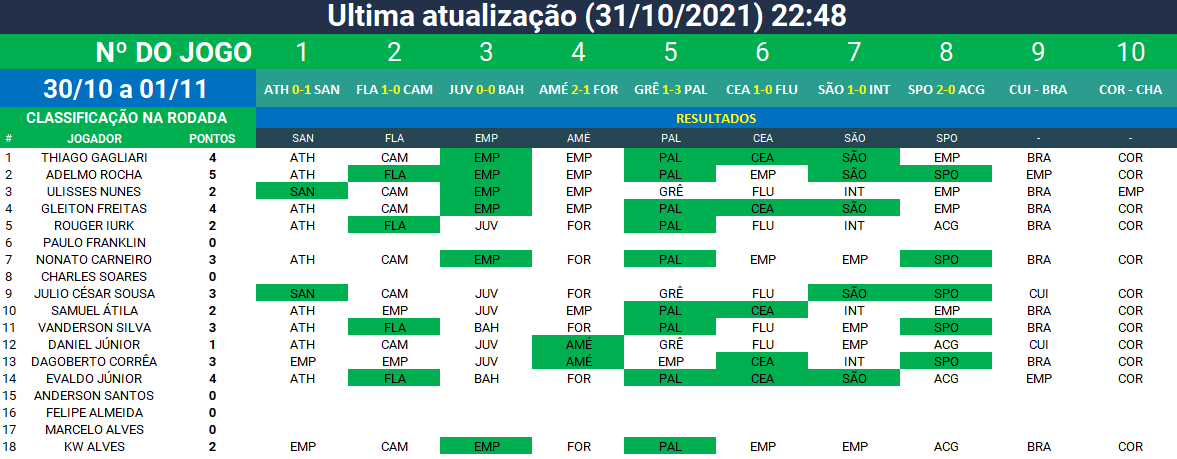 Ultima atualização (31/10/2021) 22:48
Nº DO JOGO 1 2 3 4 5 6 7 8 9 10
30/10 a 01/11 ATH 0-1 SAN FLA 1-0 CAM JUV 0-0 BAH AMÉ 2-1 FOR GRÊ 1-3 PAL CEA 1-0 FLU SÃO 1-0 INT SPO 2-0 ACG CUI - BRA COR - CHA
CLASSIFICAÇÃO NA RODADA RESULTADOS
# JOGADOR PONTOS SAN FLA EMP AMÉ PAL CEA SÃO SPO - -
1 THIAGO GAGLIARI 4 ATH CAM EMP EMP PAL CEA SÃO EMP BRA COR
2 ADELMO ROCHA 5 ATH FLA EMP EMP PAL EMP SÃO SPO EMP COR
3 ULISSES NUNES 2 SAN CAM EMP EMP GRÊ FLU INT EMP BRA EMP
4 GLEITON FREITAS 4 ATH CAM EMP EMP PAL CEA SÃO EMP BRA COR
5 ROUGER IURK 2 ATH FLA JUV FOR PAL FLU INT ACG BRA COR
6 PAULO FRANKLIN 0
7 NONATO CARNEIRO 3 ATH CAM EMP FOR PAL EMP EMP SPO BRA COR
8 CHARLES SOARES 0
9 JULIO CÉSAR SOUSA 3 SAN CAM JUV FOR GRÊ FLU SÃO SPO CUI COR
10 SAMUEL ÁTILA 2 ATH EMP JUV FOR PAL CEA INT EMP BRA COR
11 VANDERSON SILVA 3 ATH FLA BAH FOR PAL FLU EMP SPO BRA COR
12 DANIEL JÚNIOR 1 ATH CAM JUV AMÉ GRÊ FLU EMP ACG CUI COR
13 DAGOBERTO CORRÊA 3 EMP EMP JUV AMÉ EMP CEA INT SPO BRA COR
14 EVALDO JÚNIOR 4 ATH FLA BAH FOR PAL CEA SÃO ACG EMP COR
15 ANDERSON SANTOS 0
16 FELIPE ALMEIDA 0
17 MARCELO ALVES 0
18 KW ALVES 2 EMP CAM EMP FOR PAL EMP EMP ACG BRA COR